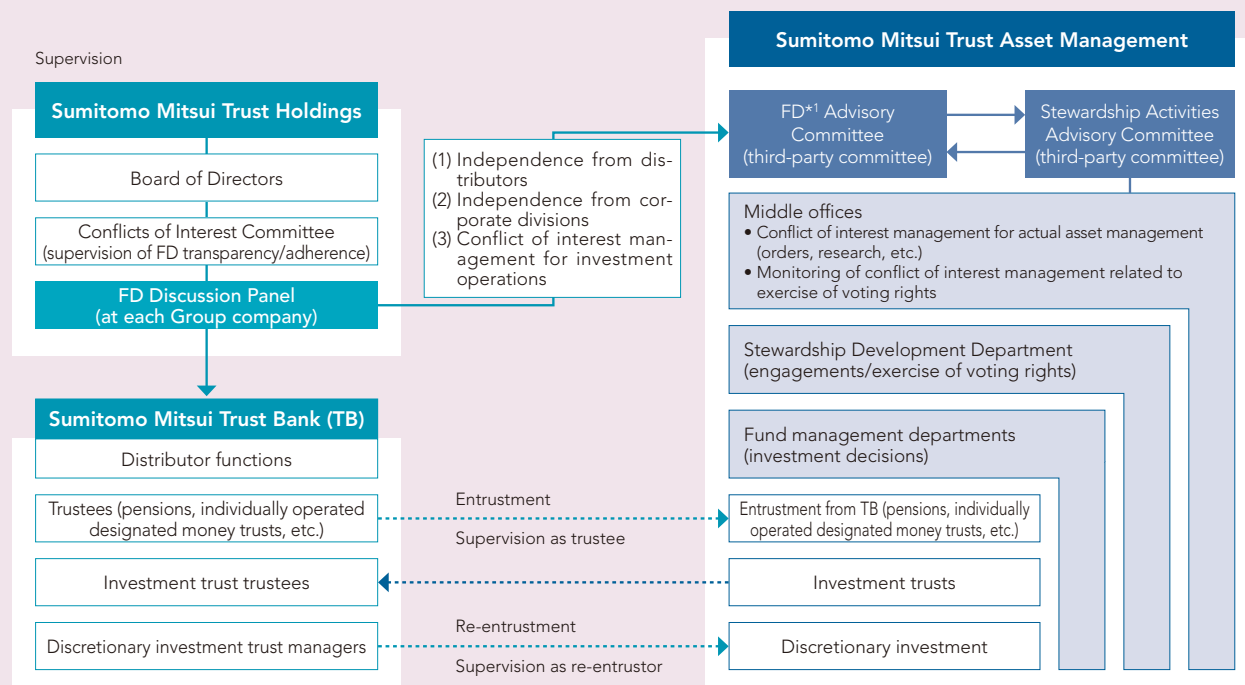 Supervision
Sumitomo Mitsui Trust Holdings
Board of Directors
Conflicts of Interest Committee
(supervision of FD transparency/adherence)
FD Discussion Panel
(at each Group company)
(1) Independence from dis-
tributors
(2) Independence from cor-
porate divisions
(3) Conflict of interest man-
agement for investment
operations
Sumitomo Mitsui Trust Bank (TB)
Distributor functions
Trustees (pensions, individually operated
designated money trusts, etc.)
Investment trust trustees
Discretionary investment trust managers
Entrustment
Supervision as trustee
Re-entrustment
Supervision as re-entrustor
Sumitomo Mitsui Trust Asset Management
FD*1 Advisory
Committee
(third-party committee)
Stewardship Activities
Advisory Committee
(third-party committee)
Middle offices
• Conflict of interest management for actual asset management
(orders, research, etc.)
• Monitoring of conflict of interest management related to
exercise of voting rights
Stewardship Development Department
(engagements/exercise of voting rights)
Fund management departments
(investment decisions)
Entrustment from TB (pensions, individually
operated designated money trusts, etc.)
Investment trusts
Discretionary investment